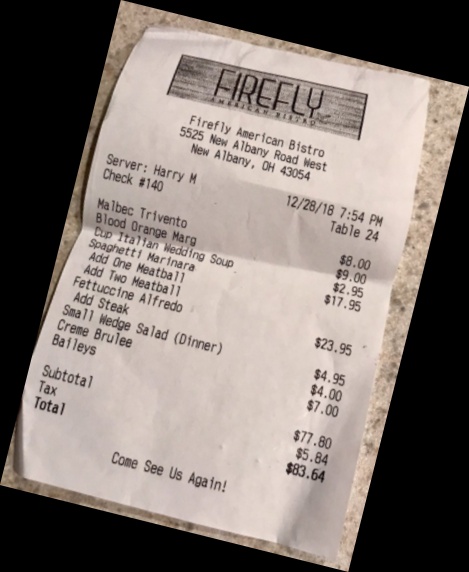 FIREFLY
AMERICAN BISTRO
Firefly American Bistro
5525 New Albany Road West
New Albany, OH 43054
Server: Harry M 12/28/18 7:54 PM
Check #140 Table 24
Malbec Trivento $8.00
Blood Orange Marg $9.00
Cup Italian Wedding Soup $2.95
Spaghetti Marinara $17.95
Add One Meatball
Add Two Meatball
Fettuccine Alfredo $23.95
Add Steak
Small Wedge Salad (Dinner) $4.95
Creme Brulee $4.00
Baileys $7.00
Subtotal $77.80
Tax $5.84
Total $83.64
Come See Us Again!